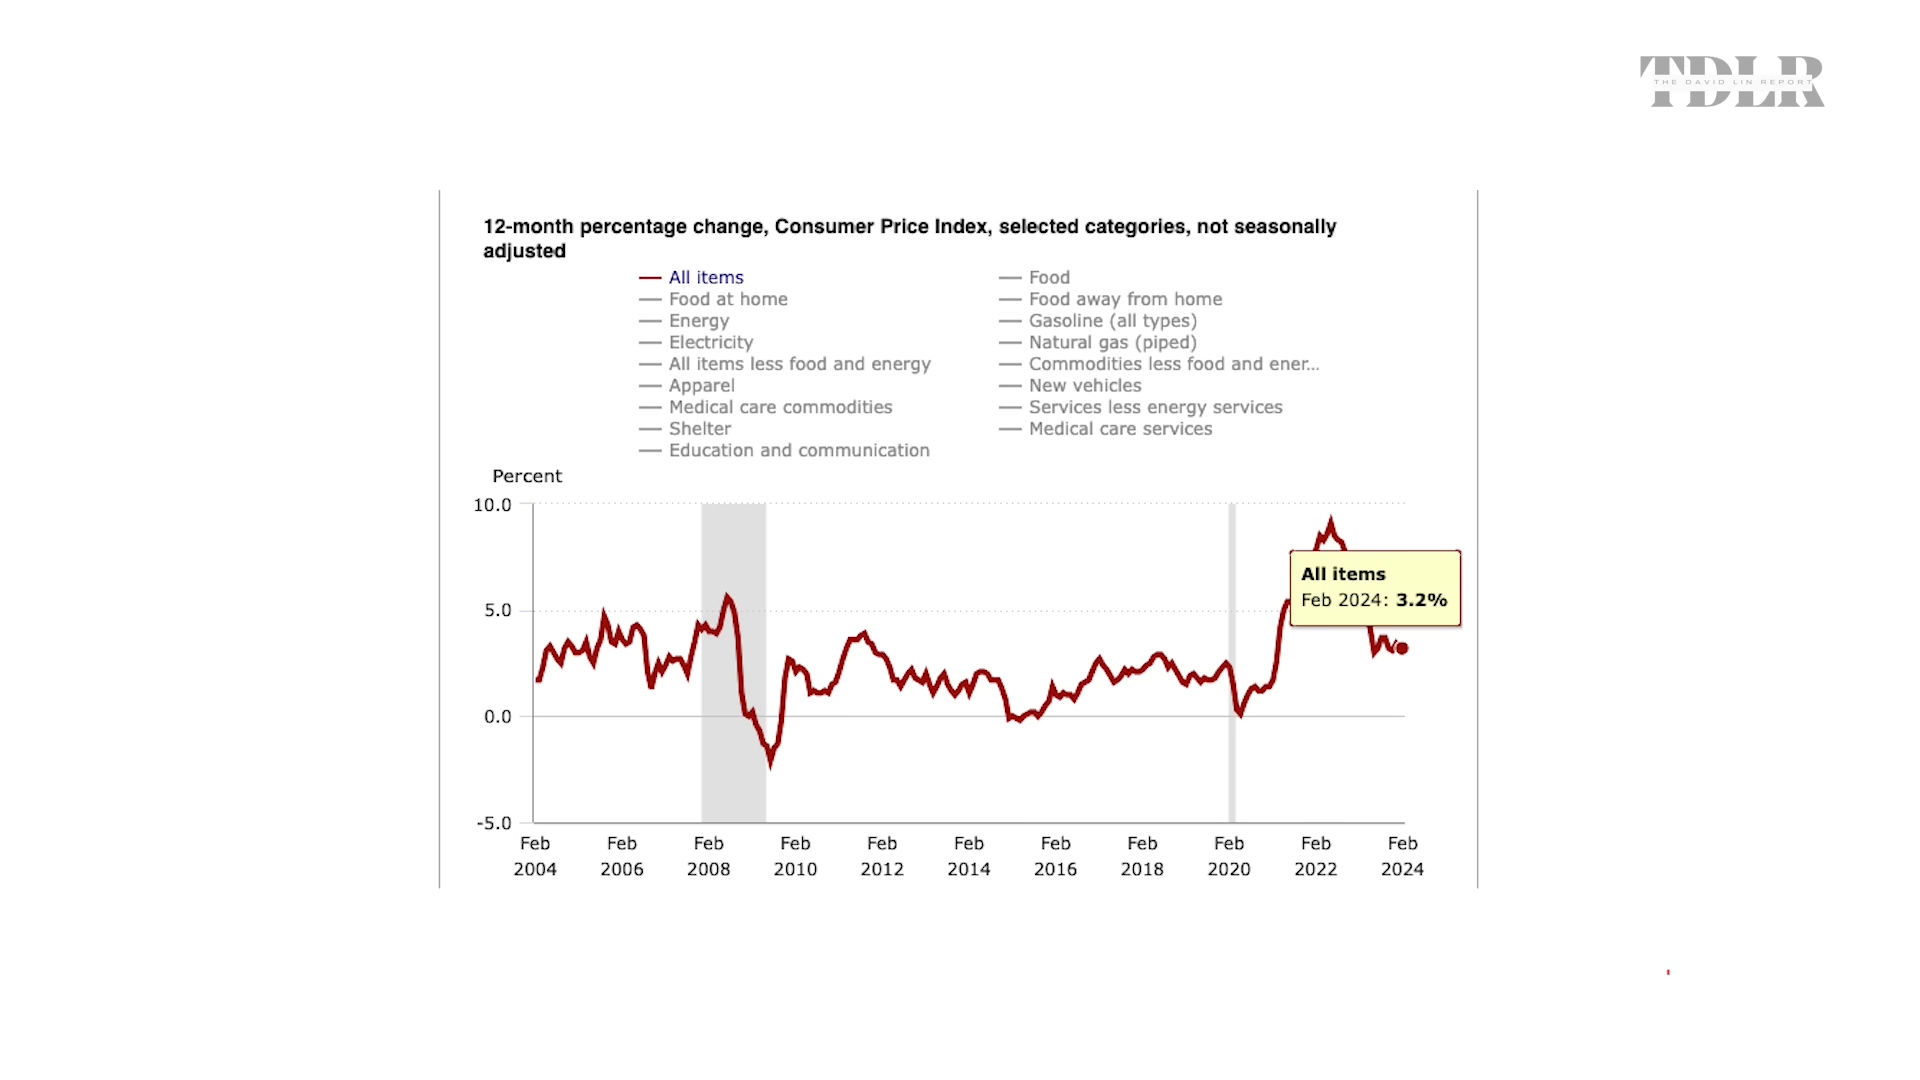 TDLR
THE DAVID LIN REPORT
12-month percentage change, Consumer Price Index, selected categories, not seasonally
adjusted
All items
Food
Food at home
Food away from home
Energy
Gasoline (all types)
Electricity
Natural gas (piped)
All items less food and energy
Commodities less food and ener...
Apparel
New vehicles
Medical care commodities
Services less energy services
Shelter
Medical care services
Education and communication
Percent
10.0
5.0
0.0
-5.0
All items
Feb 2024: 3.2%
Feb 2004
Feb 2006
Feb 2008
Feb 2010
Feb 2012
Feb 2014
Feb 2016
Feb 2018
Feb 2020
Feb 2022
Feb 2024